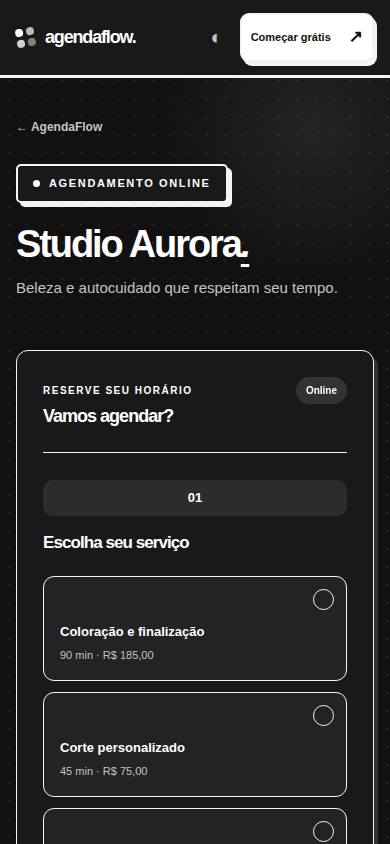 agendaflow.
Começar grátis ↗
← AgendaFlow
AGENDAMENTO ONLINE
Studio Aurora.
Beleza e autocuidado que respeitam seu tempo.
RESERVE SEU HORÁRIO
Online
Vamos agendar?
01
Escolha seu serviço
Coloração e finalização
90 min · R$ 185,00
Corte personalizado
45 min · R$ 75,00